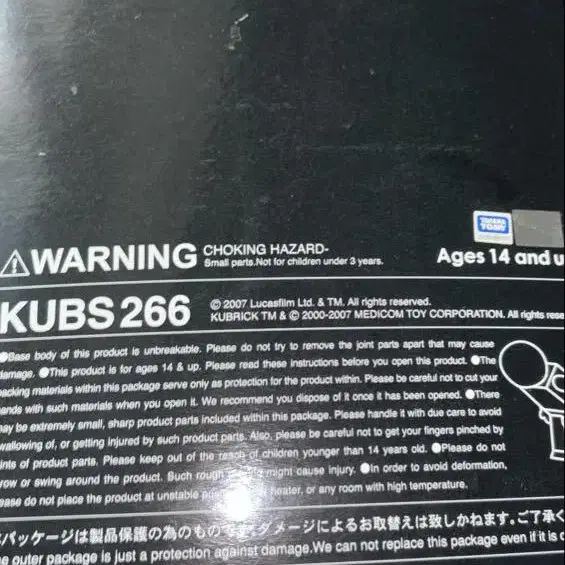 TAKARA TOMY
⚠WARNING CHOKING HAZARD-
Small parts.Not for children under 3 years.
Ages 14 and u
KUBS 266
© 2007 Lucasfilm Ltd. & TM. All rights reserved.
KUBRICK TM & © 2000-2007 MEDICOM TOY CORPORATION. All rights rese
●Base body of this product is unbreakable. Please do not try to remove the joint parts apart that may cause
damage. ●This product is for ages 14 & up. Please read these instructions before you open this product. ●The
acking materials within this package serve only as protection for the product within. Please be careful not to cut your
ands with such materials when you open it. We recommend you dispose of it once it has been opened. ●There
may be extremely small, sharp product parts included within this package. Please handle it with due care to avoid
wallowing of, or getting injured by such product parts. Also, please be careful not to get your fingers pinched by
ints of product parts. Please keep out of the reach of children younger than 14 years old. ●Please do not
row or swing around the product. Such rough might cause injury. ●In order to avoid deformation,
ease do not place the product at unstable heater, or any room with high temperature.
パッケージは製品保護の為のものです。ダメージによるお取替えは致しかねます。ご了承く
e outer package is just a protection against damage.We can not replace this package even if it is d